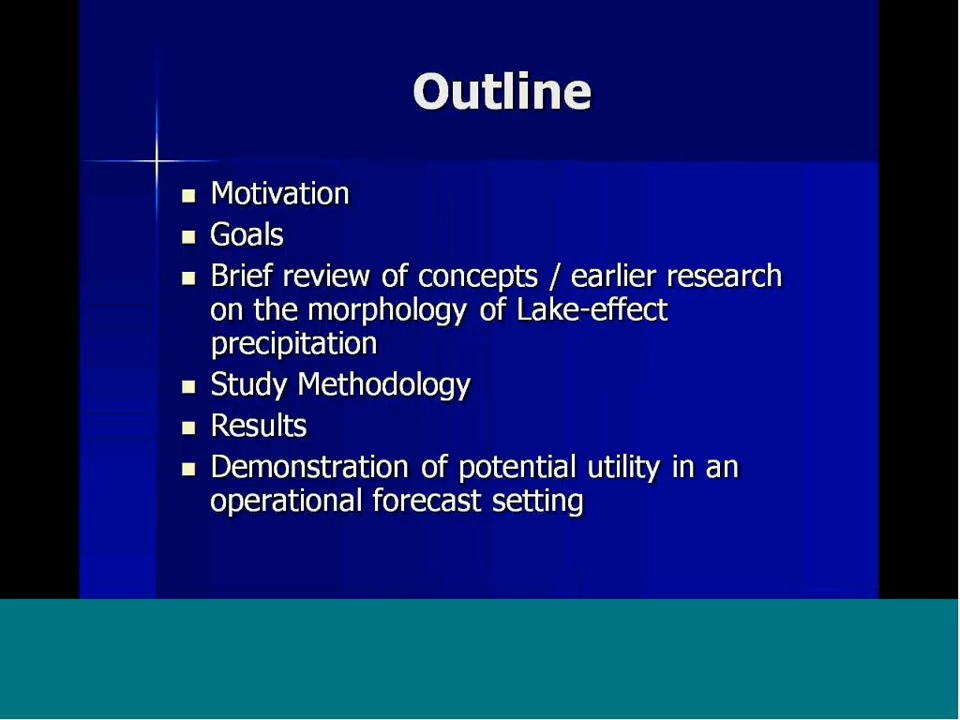 Outline
Motivation
Goals
Brief review of concepts / earlier research
on the morphology of Lake-effect
precipitation
Study Methodology
Results
Demonstration of potential utility in an
operational forecast setting